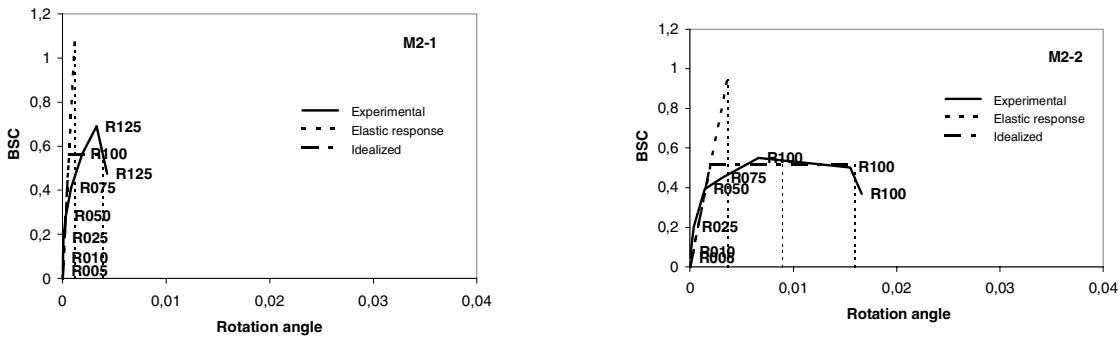 1,2
1
0,8
0,6
0,4
0,2
0
BSC
M2-1
Experimental
Elastic response
Idealized
R125
R100
R125
R075
R050
R025
R010
R005
0 0,01 0,02 0,03 0,04
Rotation angle
1,2
1
0,8
0,6
0,4
0,2
0
BSC
M2-2
Experimental
Elastic response
Idealized
R100
R100
R075
R050
R100
R025
R010
R005
0 0,01 0,02 0,03 0,04
Rotation angle